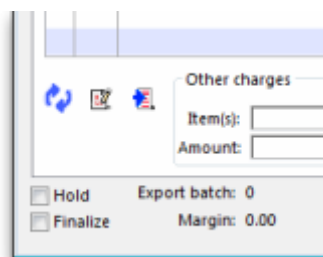 Other charges
Item(s):
Amount:
Hold Export batch: 0
Finalize Margin: 0.00